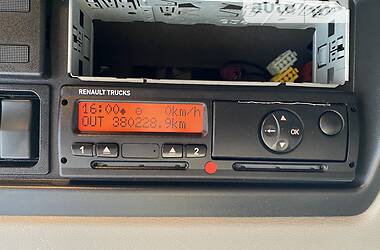 RENAULT TRUCKS
16:00 0km/h
OUT 380228.9km
1 2 OK